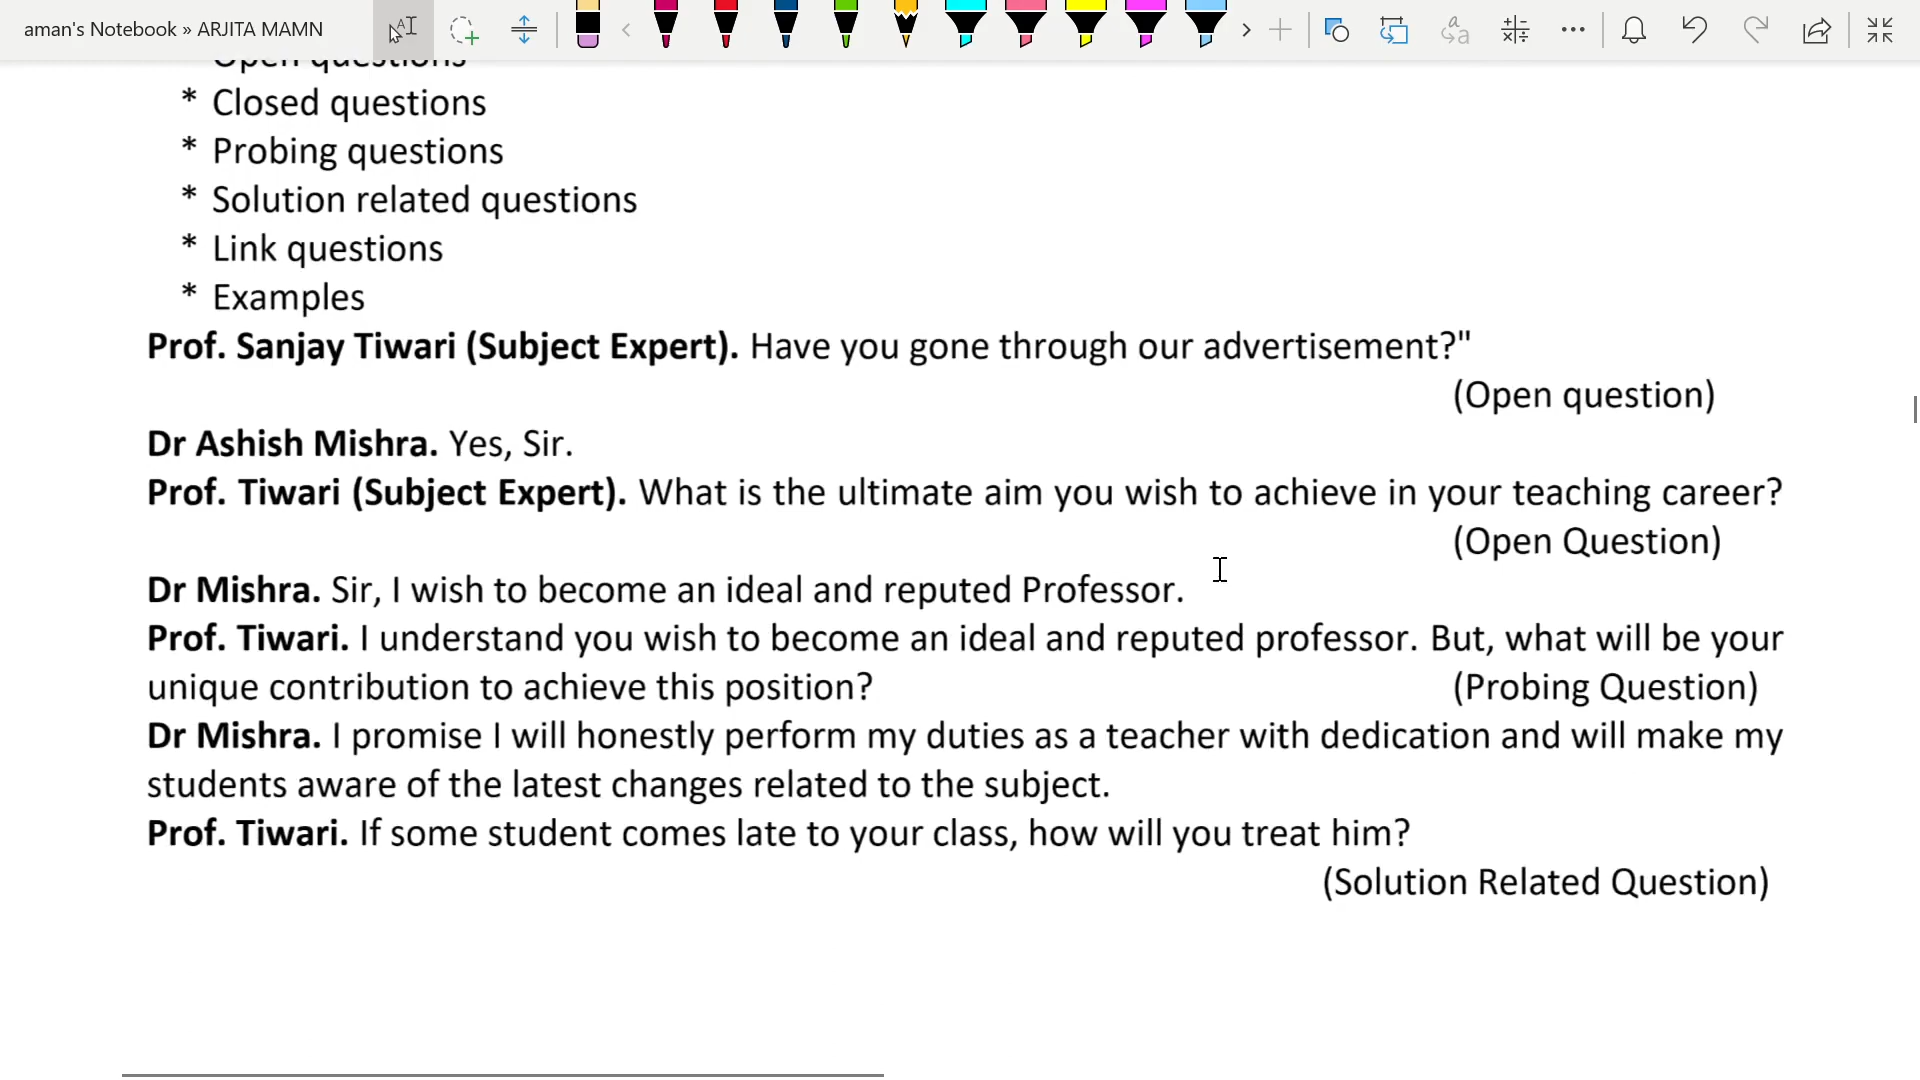 aman's Notebook » ARJITA MAMN
Open questions
* Closed questions
* Probing questions
* Solution related questions
* Link questions
* Examples
Prof. Sanjay Tiwari (Subject Expert). Have you gone through our advertisement?"
(Open question)
Dr Ashish Mishra. Yes, Sir.
Prof. Tiwari (Subject Expert). What is the ultimate aim you wish to achieve in your teaching career?
(Open Question)
Dr Mishra. Sir, I wish to become an ideal and reputed Professor.
Prof. Tiwari. I understand you wish to become an ideal and reputed professor. But, what will be your
unique contribution to achieve this position? (Probing Question)
Dr Mishra. I promise I will honestly perform my duties as a teacher with dedication and will make my
students aware of the latest changes related to the subject.
Prof. Tiwari. If some student comes late to your class, how will you treat him?
(Solution Related Question)